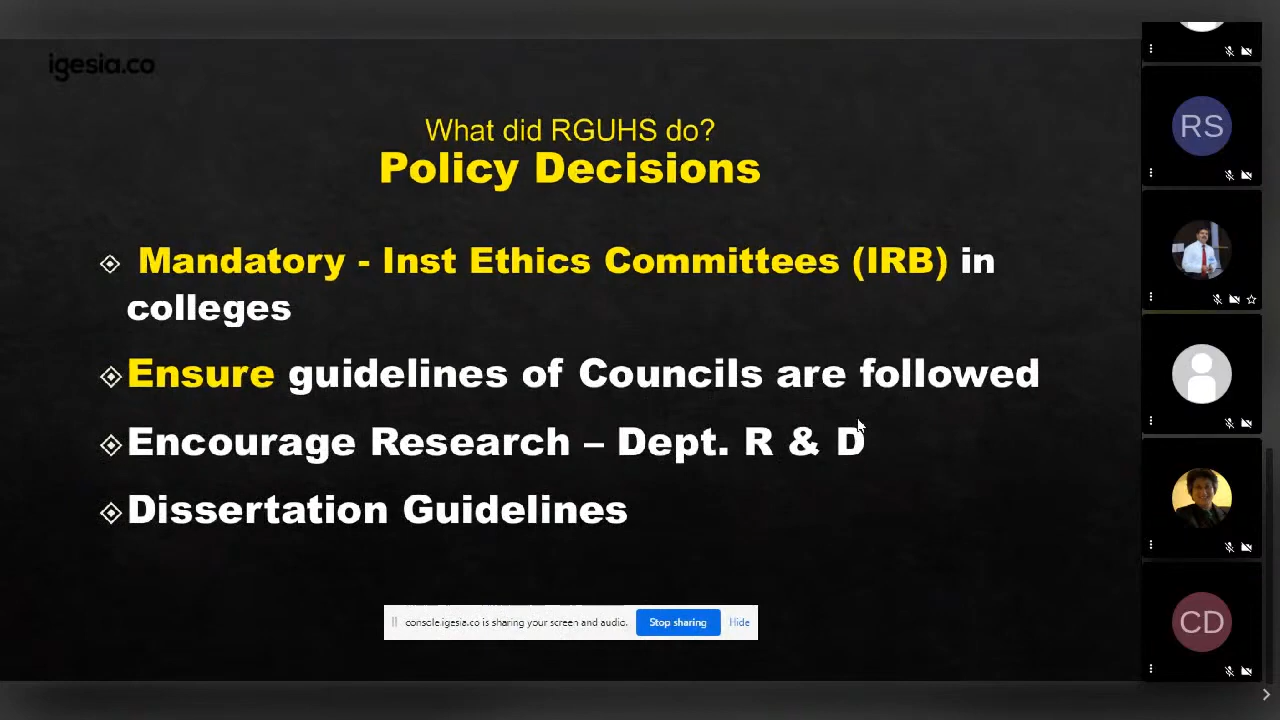 igesia.co
What did RGUHS do?
Policy Decisions
Mandatory - Inst Ethics Committees (IRB) in
colleges
Ensure guidelines of Councils are followed
Encourage Research – Dept. R & D
Dissertation Guidelines
console.igesia.co is sharing your screen and audio. Stop sharing Hide
RS
CD